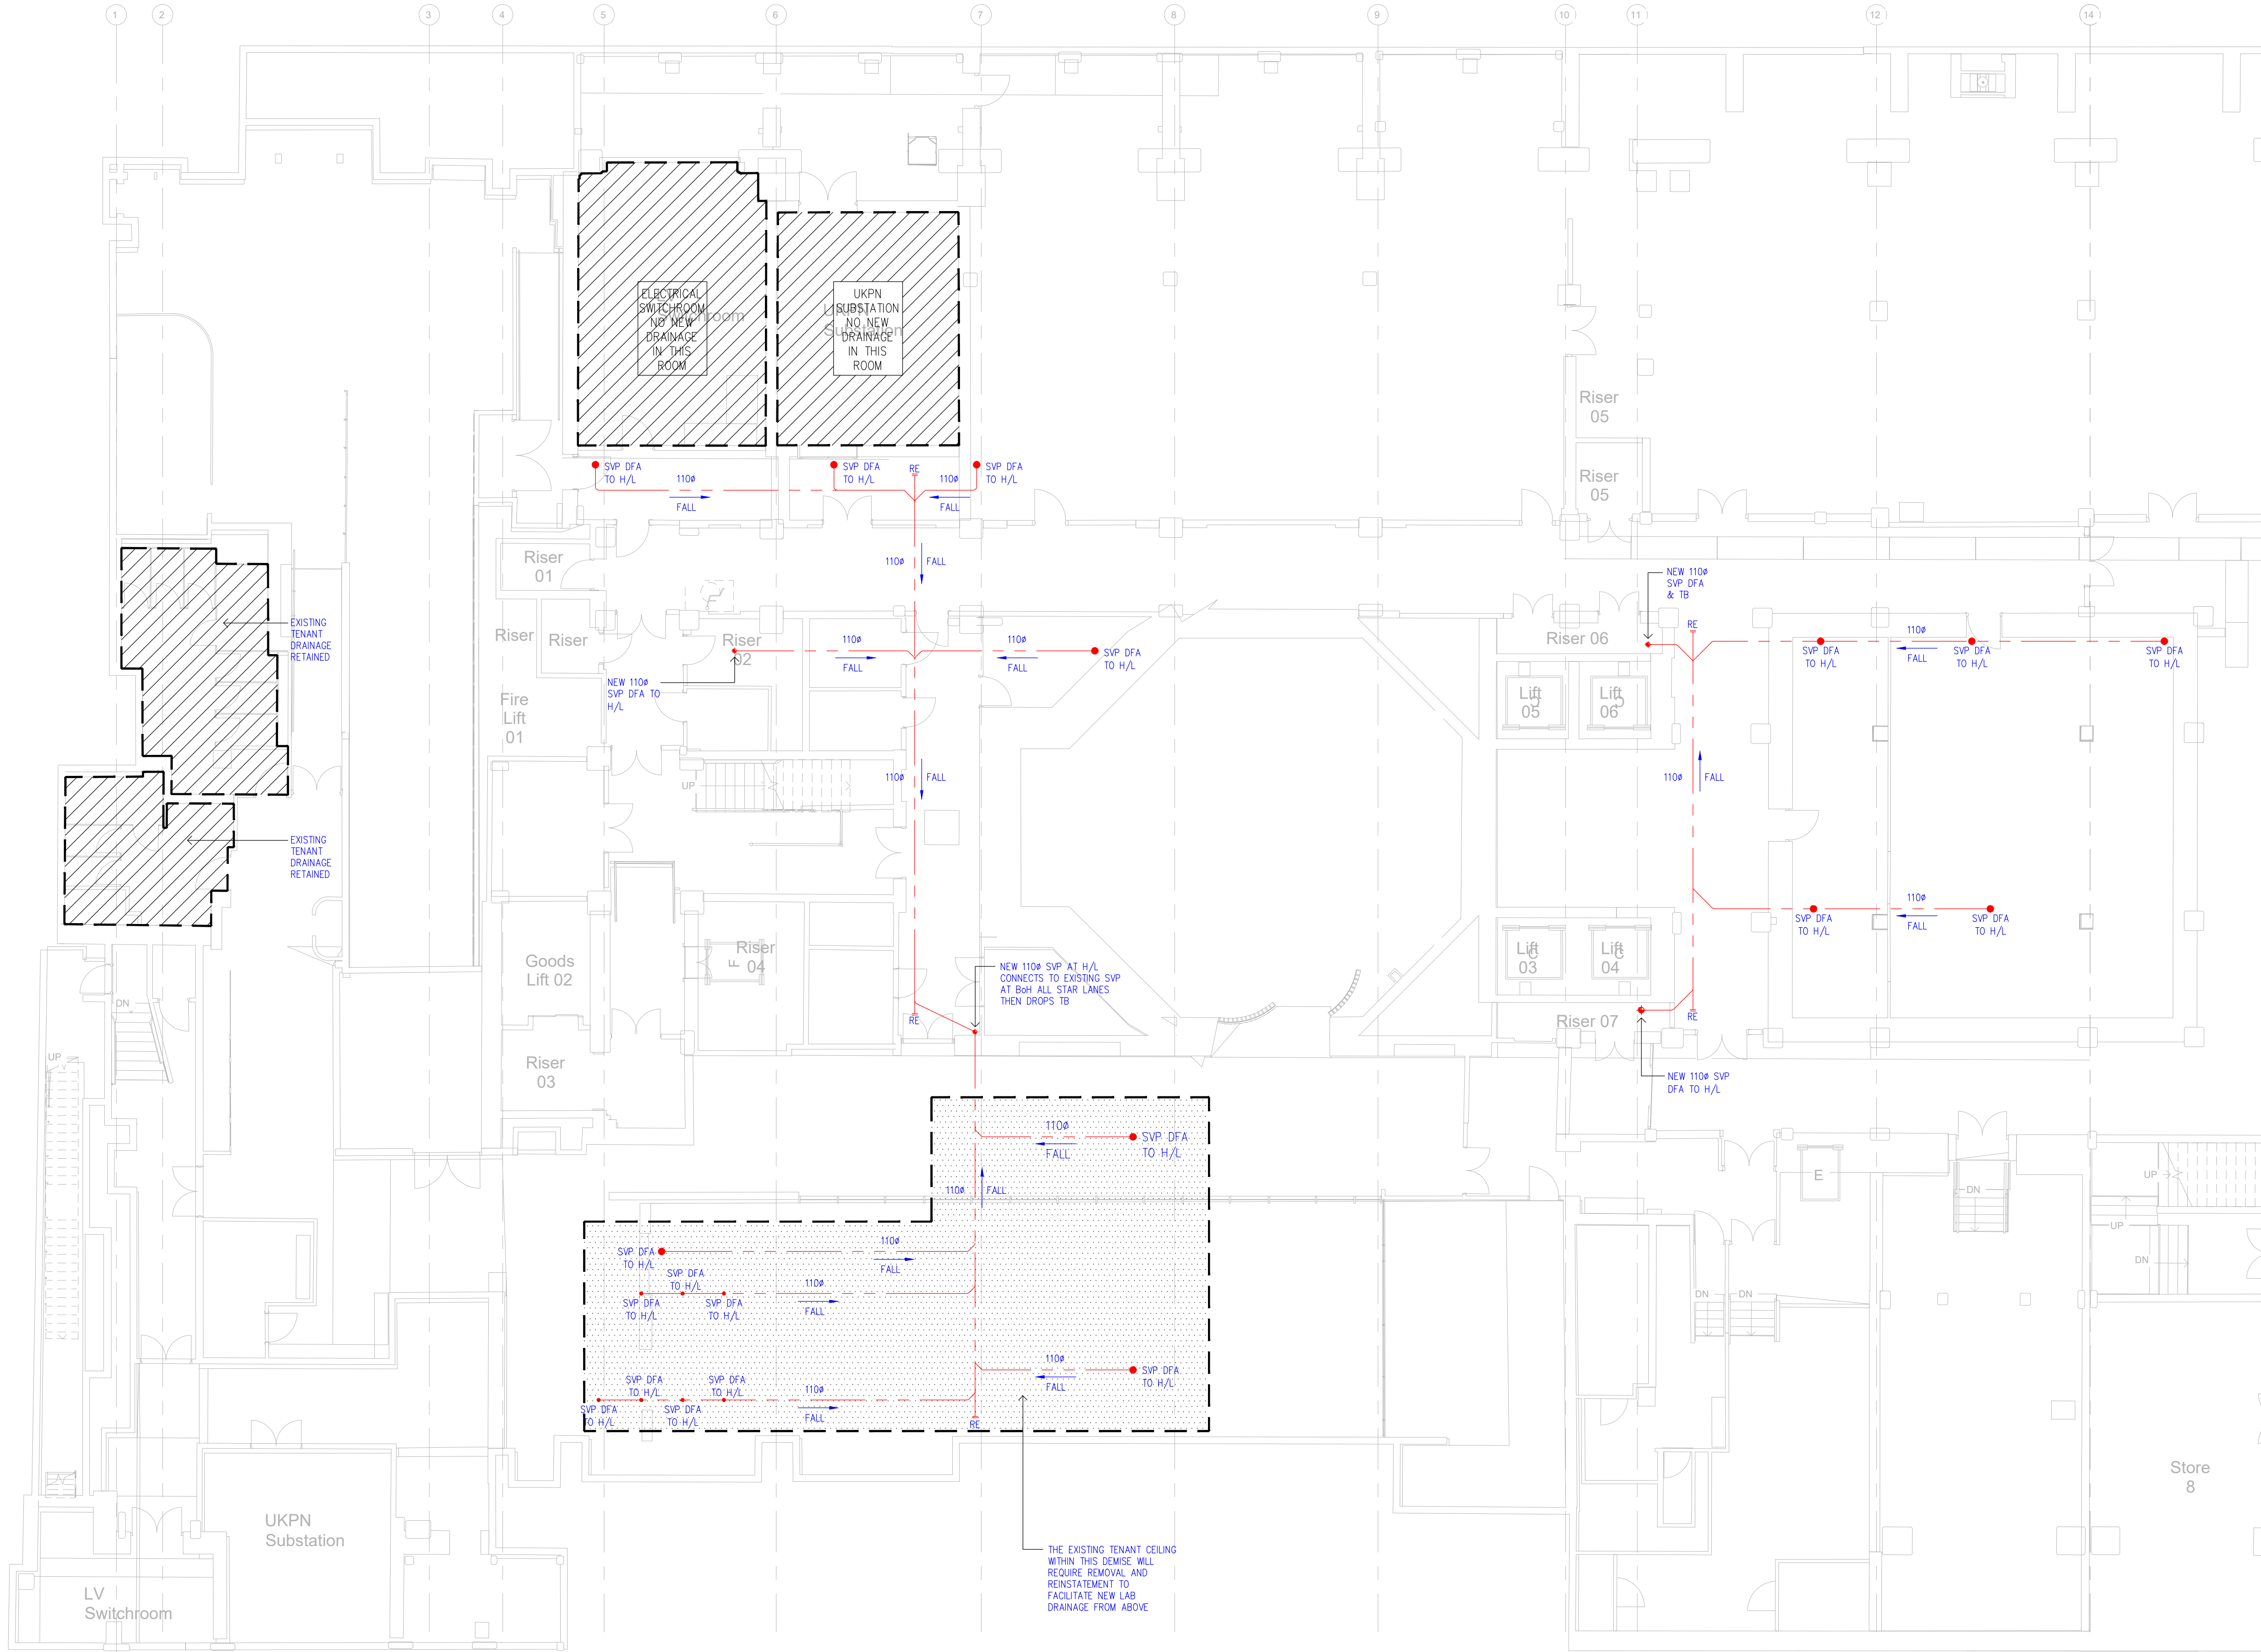 1 2 3 4 5 6 7 8 9 10 11 12 14
ELECTRICAL
SWITCHROOM
NO NEW
DRAINAGE
IN THIS
ROOM
UKPN
SUBSTATION
NO NEW
DRAINAGE
IN THIS
ROOM
UKPN
Substation
Riser
05
Riser
05
SVP DFA
TO H/L
110ø
FALL
SVP DFA
TO H/L
RE
110ø
FALL
SVP DFA
TO H/L
110ø
FALL
Riser
01
Riser
Riser
Riser
02
NEW 110ø
SVP DFA TO
H/L
110ø
FALL
110ø
FALL
SVP DFA
TO H/L
EXISTING
TENANT
DRAINAGE
RETAINED
EXISTING
TENANT
DRAINAGE
RETAINED
Fire
Lift
01
UP
110ø
FALL
NEW 110ø
SVP DFA
& TB
RE
Riser 06
Lift
05
Lift
06
SVP DFA
TO H/L
110ø
FALL
SVP DFA
TO H/L
SVP DFA
TO H/L
110ø
FALL
110ø
FALL
SVP DFA
TO H/L
SVP DFA
TO H/L
Lift
03
Lift
04
Riser 07
RE
NEW 110ø SVP
DFA TO H/L
Goods
Lift 02
F
Riser
04
Riser
03
NEW 110ø SVP AT H/L
CONNECTS TO EXISTING SVP
AT BoH ALL STAR LANES
THEN DROPS TB
RE
DN
UP
110ø
FALL
SVP DFA
TO H/L
110ø
FALL
SVP DFA
TO H/L
110ø
FALL
SVP DFA
TO H/L
SVP DFA
TO H/L
SVP DFA
TO H/L
110ø
FALL
110ø
FALL
SVP DFA
TO H/L
SVP DFA
TO H/L
SVP DFA
TO H/L
SVP DFA
TO H/L
SVP DFA
TO H/L
110ø
FALL
RE
E
DN
UP
UP
DN
DN
DN
Store
8
THE EXISTING TENANT CEILING
WITHIN THIS DEMISE WILL
REQUIRE REMOVAL AND
REINSTATEMENT TO
FACILITATE NEW LAB
DRAINAGE FROM ABOVE
UKPN
Substation
LV
Switchroom